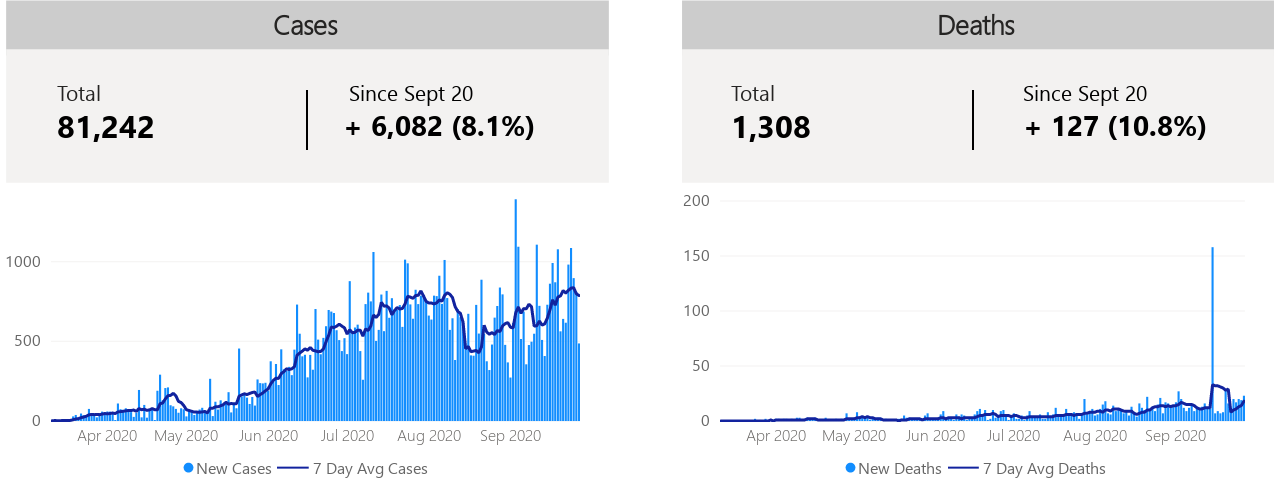 Cases
Total
Since Sept 20
81,242
+ 6,082 (8.1%)
1000
500
0
Apr 2020 May 2020 Jun 2020 Jul 2020 Aug 2020 Sep 2020
New Cases 7 Day Avg Cases
Deaths
Total
Since Sept 20
1,308
+ 127 (10.8%)
200
150
100
50
0
Apr 2020 May 2020 Jun 2020 Jul 2020 Aug 2020 Sep 2020
New Deaths 7 Day Avg Deaths